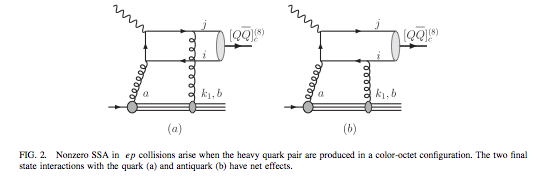 j
[QQ̄]_c^(8)
i
a
k₁, b
(a)
j
[QQ̄]_c^(8)
i
a
k₁, b
(b)
FIG. 2. Nonzero SSA in ep collisions arise when the heavy quark pair are produced in a color-octet configuration. The two final
state interactions with the quark (a) and antiquark (b) have net effects.